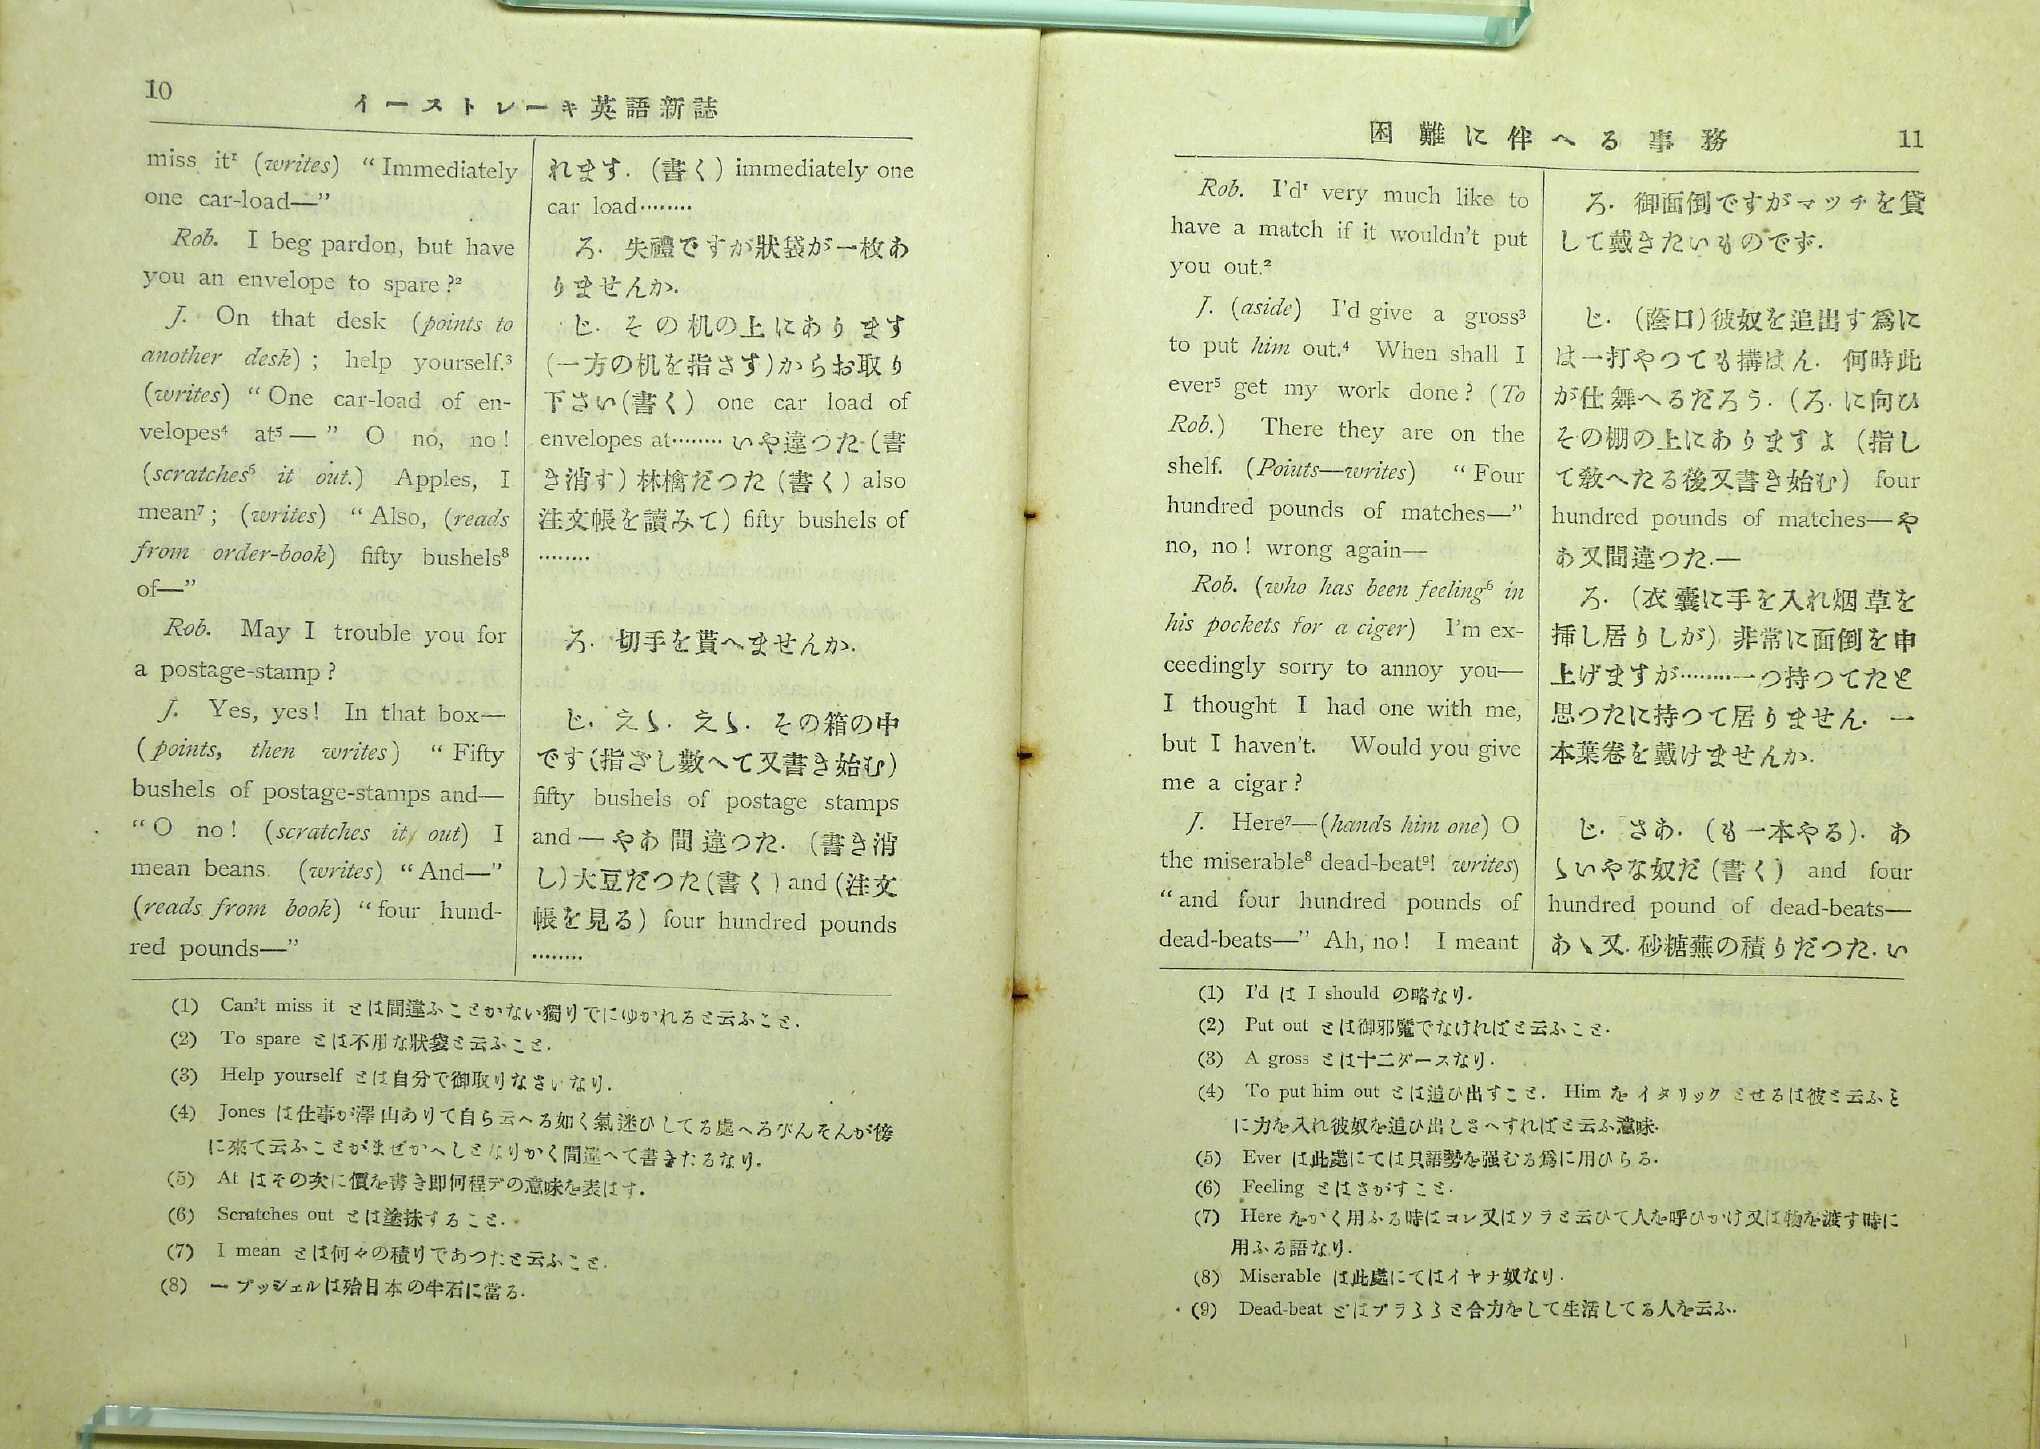 10
イーストレーキ英語新誌
miss it¹ (writes) “Immediately
one car-load—”
Rob. I beg pardon, but have
you an envelope to spare?²
J. On that desk (points to
another desk) ; help yourself.³
(writes) “One car-load of en-
velopes⁴ at⁵ — ” O no, no!
(scratches⁶ it out.) Apples, I
mean⁷; (writes) “Also, (reads
from order-book) fifty bushels⁸
of—”
Rob. May I trouble you for
a postage-stamp?
J. Yes, yes! In that box—
(points, then writes) “Fifty
bushels of postage-stamps and—
“O no! (scratches it out) I
mean beans. (writes) “And—”
(reads from book) “four hund-
red pounds—”
れます. (書く) immediately one
car load········
ろ. 失禮ですが狀袋が一枚あ
りませんか.
じ. その机の上にあります
(一方の机を指さす)からお取り
下さい(書く) one car load of
envelopes at········ いや違つた (書
き消す) 林檎だつた (書く) also
注文帳を讀みて) fifty bushels of
········
ろ. 切手を貰へませんか.
じ. えゝ. えゝ. その箱の中
です(指ざし數へて又書き始む)
fifty bushels of postage stamps
and — やあ間違つた. (書き消
し)大豆だつた(書く) and (注文
帳を見る) four hundred pounds
········
(1) Can't miss it とは間違ふことかない獨りでにゆかれると云ふこと.
(2) To spare とは不用な狀袋と云ふこと.
(3) Help yourself とは自分で御取りなさいなり.
(4) Jones は仕事が澤山ありて自ら云へる如く氣迷ひしてる處へろびんそんが傍
に來て云ふことがまぜかへしとなりかく間違へて書きたるなり.
(5) At はその次に價を書き即何程デの意味を表はす.
(6) Scratches out とは塗抹すること.
(7) I mean とは何々の積りであつたと云ふこと.
(8) 一ブッシェルは殆日本の半石に當る.
困難に伴へる事務
11
Rob. I'd¹ very much like to
have a match if it wouldn't put
you out.²
J. (aside) I'd give a gross³
to put him out.⁴ When shall I
ever⁵ get my work done? (To
Rob.) There they are on the
shelf. (Points—writes) “Four
hundred pounds of matches—”
no, no! wrong again—
Rob. (who has been feeling⁶ in
his pockets for a ciger) I'm ex-
ceedingly sorry to annoy you—
I thought I had one with me,
but I haven't. Would you give
me a cigar?
J. Here⁷—(hands him one) O
the miserable⁸ dead-beat⁹! writes)
“and four hundred pounds of
dead-beats—” Ah, no! I meant
ろ. 御面倒ですがマッチを貸
して戴きたいものです.
じ. (蔭口)彼奴を追出す爲に
は一打やつても搆はん. 何時此
が仕舞へるだろう. (ろ. に向ひ
その棚の上にありますよ (指し
て敎へたる後又書き始む) four
hundred pounds of matches—や
あ又間違つた.—
ろ. (衣囊に手を入れ烟草を
挿し居りしが) 非常に面倒を申
上げますが········一つ持つてたと
思つたに持つて居りません. 一
本葉卷を戴けませんか.
じ. さあ. (も一本やる). あ
ゝいやな奴だ (書く) and four
hundred pound of dead-beats—
あゝ又. 砂糖蕪の積りだつた. い
(1) I'd は I should の略なり.
(2) Put out とは御邪魔でなければと云ふこと.
(3) A gross とは十二ダースなり.
(4) To put him out とは追ひ出すこと. Him をイタリックとせるは彼と云ふと
に力を入れ彼奴を追ひ出しさへすればと云ふ意味.
(5) Ever は此處にては只語勢を强むる爲に用ひらる.
(6) Feeling とはさがすこと.
(7) Here をかく用ふる時はコレ又はソラと云ひて人を呼びかけ又は物を渡す時に
用ふる語なり.
(8) Miserable は此處にてはイヤナ奴なり.
(9) Dead-beat とはブラゝゝと合力をして生活してる人を云ふ.